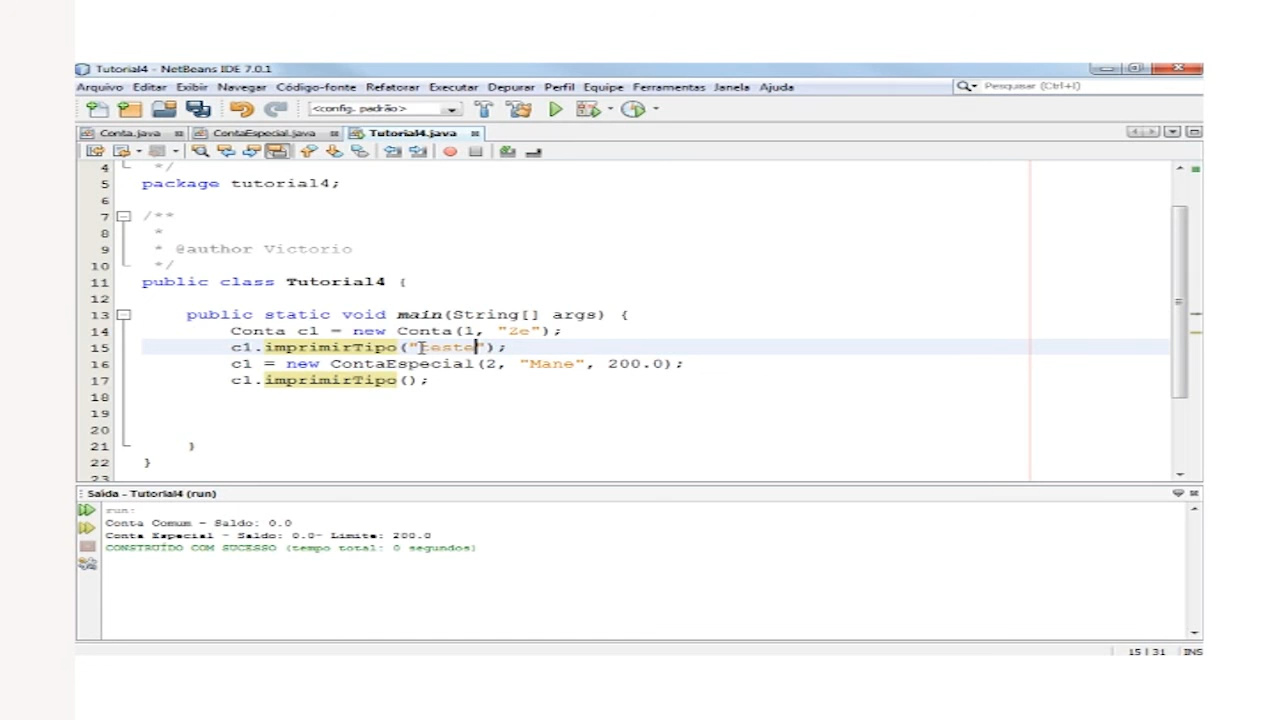 Tutorial4 - NetBeans IDE 7.0.1
Arquivo Editar Exibir Navegar Código-fonte Refatorar Executar Depurar Perfil Equipe Ferramentas Janela Ajuda
Pesquisar (Ctrl+I)
<config. padrão>
Conta.java ContaEspecial.java Tutorial4.java
4 */
5 package tutorial4;
6
7 /**
8 *
9 * @author Victorio
10 */
11 public class Tutorial4 {
12
13 public static void main(String[] args) {
14 Conta c1 = new Conta(1, "Ze");
15 c1.imprimirTipo("teste");
16 c1 = new ContaEspecial(2, "Mane", 200.0);
17 c1.imprimirTipo();
18
19
20
21 }
22 }
23
Saída - Tutorial4 (run)
run:
Conta Comum - Saldo: 0.0
Conta Especial - Saldo: 0.0- Limite: 200.0
CONSTRUÍDO COM SUCESSO (tempo total: 0 segundos)
15 | 31 INS